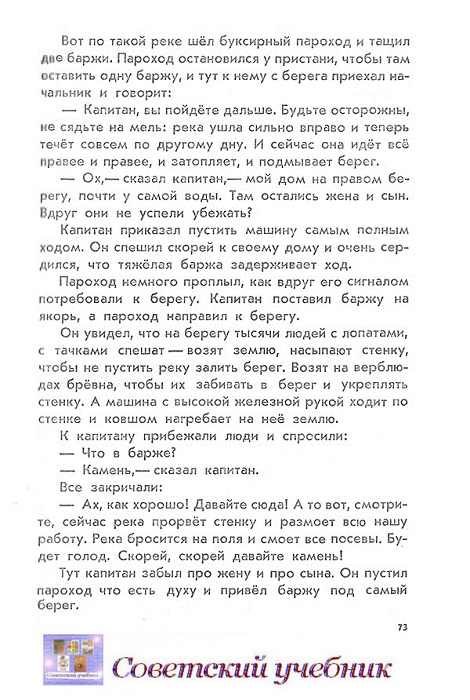 Вот по такой реке шёл буксирный пароход и тащил
две баржи. Пароход остановился у пристани, чтобы там
оставить одну баржу, и тут к нему с берега приехал на-
чальник и говорит:
— Капитан, вы пойдёте дальше. Будьте осторожны,
не сядьте на мель: река ушла сильно вправо и теперь
течёт совсем по другому дну. И сейчас она идёт всё
правее и правее, и затопляет, и подмывает берег.
— Ох,— сказал капитан,— мой дом на правом бе-
регу, почти у самой воды. Там остались жена и сын.
Вдруг они не успели убежать?
Капитан приказал пустить машину самым полным
ходом. Он спешил скорей к своему дому и очень сер-
дился, что тяжёлая баржа задерживает ход.
Пароход немного проплыл, как вдруг его сигналом
потребовали к берегу. Капитан поставил баржу на
якорь, а пароход направил к берегу.
Он увидел, что на берегу тысячи людей с лопатами,
с тачками спешат — возят землю, насыпают стенку,
чтобы не пустить реку залить берег. Возят на верблю-
дах брёвна, чтобы их забивать в берег и укреплять
стенку. А машина с высокой железной рукой ходит по
стенке и ковшом нагребает на неё землю.
К капитану прибежали люди и спросили:
— Что в барже?
— Камень,— сказал капитан.
Все закричали:
— Ах, как хорошо! Давайте сюда! А то вот, смотри-
те, сейчас река прорвёт стенку и размоет всю нашу
работу. Река бросится на поля и смоет все посевы. Бу-
дет голод. Скорей, скорей давайте камень!
Тут капитан забыл про жену и про сына. Он пустил
пароход что есть духу и привёл баржу под самый
берег.
73
Советский учебник
Советский учебник